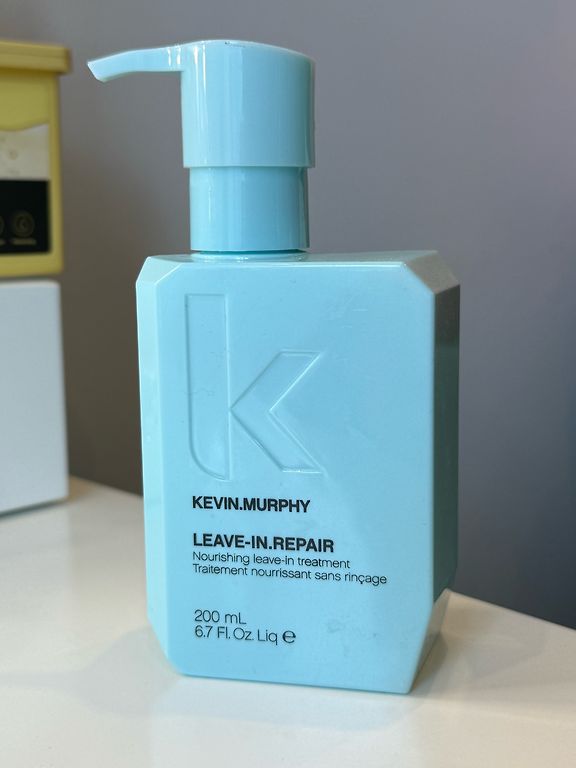 KEVIN.MURPHY
LEAVE-IN.REPAIR
Nourishing leave-in treatment
Traitement nourrissant sans rinçage
200 mL
6.7 Fl. Oz. Liq ℮